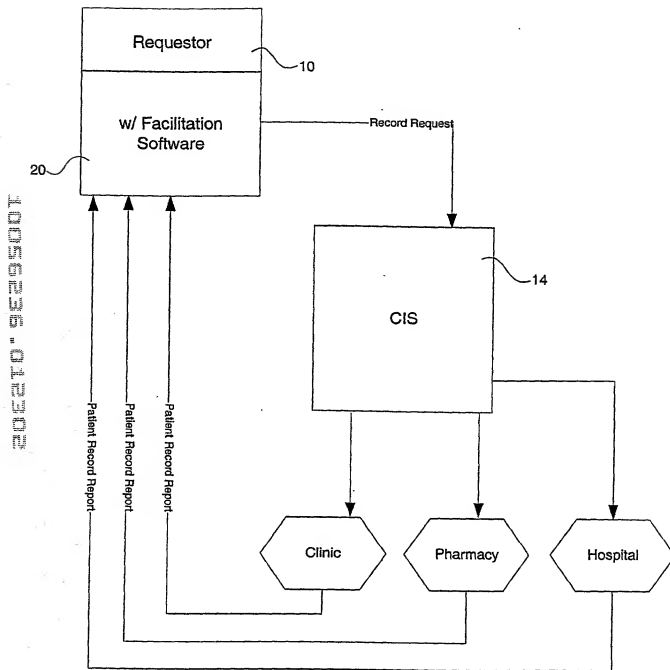 Requestor
10
w/ Facilitation
Software
20
Record Request
CIS
14
Patient Record Report
Patient Record Report
Patient Record Report
Clinic
Pharmacy
Hospital
10056236.012302